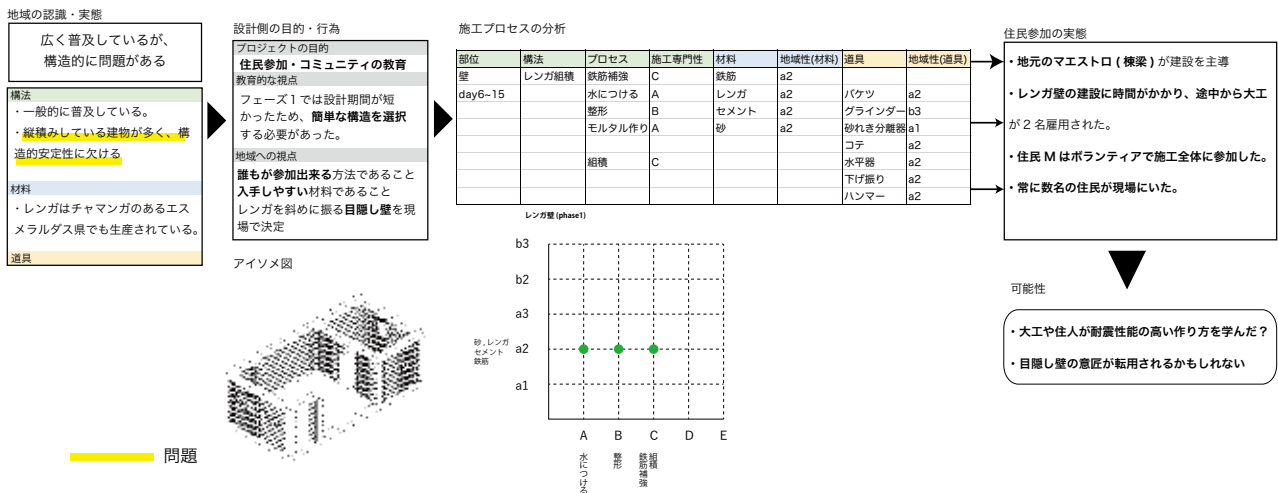 地域の認識・実態
広く普及しているが、
構造的に問題がある
構法
・一般的に普及している。
・縦積みしている建物が多く、構
造的安定性に欠ける
材料
・レンガはチャマンガのあるエス
メラルダス県でも生産されている。
道具
問題
設計側の目的・行為
プロジェクトの目的
住民参加・コミュニティの教育
教育的な視点
フェーズ1では設計期間が短
かったため、簡単な構造を選択
する必要があった。
地域への視点
誰もが参加出来る方法であること
入手しやすい材料であること
レンガを斜めに振る目隠し壁を現
場で決定
アイソメ図
施工プロセスの分析
部位 構法 プロセス 施工専門性 材料 地域性(材料) 道具 地域性(道具)
壁 レンガ組積 鉄筋補強 C 鉄筋 a2
day6~15 水につける A レンガ a2 バケツ a2
整形 B セメント a2 グラインダー b3
モルタル作り A 砂 a2 砂れき分離器 a1
コテ a2
組積 C 水平器 a2
下げ振り a2
ハンマー a2
レンガ壁 (phase1)
b3
b2
a3
砂,レンガ
セメント
鉄筋
a2
a1
A B C D E
水につける
整形
組積
鉄筋補強
住民参加の実態
・地元のマエストロ ( 棟梁 ) が建設を主導
・レンガ壁の建設に時間がかかり、途中から大工
が 2 名雇用された。
・住民 M はボランティアで施工全体に参加した。
・常に数名の住民が現場にいた。
可能性
・大工や住人が耐震性能の高い作り方を学んだ？
・目隠し壁の意匠が転用されるかもしれない